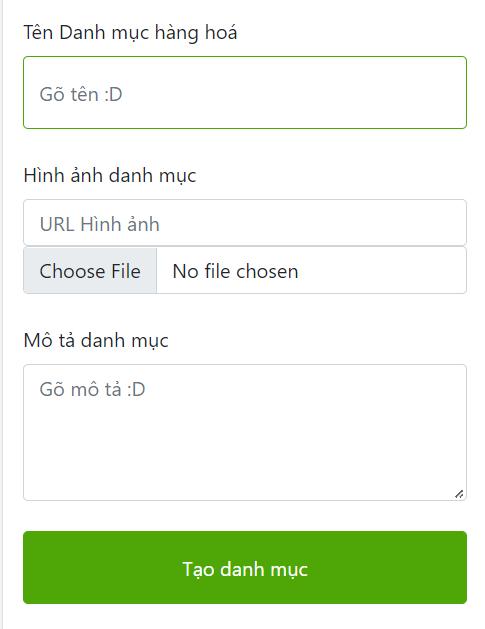 Tên Danh mục hàng hoá
Gõ tên :D
Hình ảnh danh mục
URL Hình ảnh
Choose File No file chosen
Mô tả danh mục
Gõ mô tả :D
Tạo danh mục